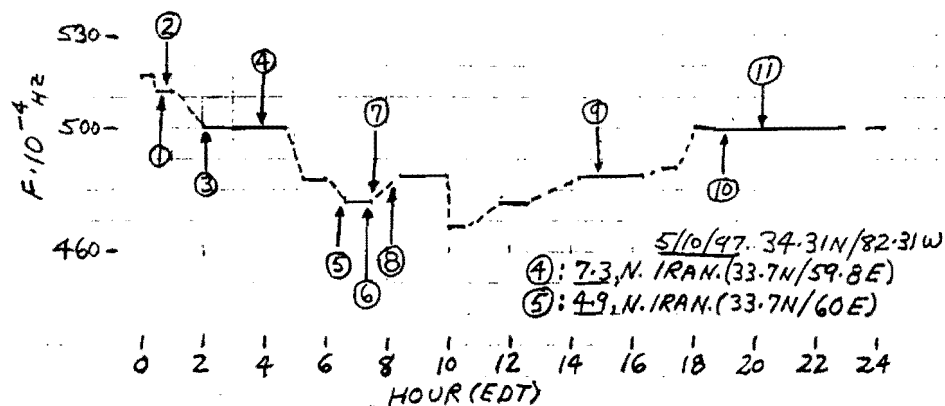 530 -
② ④ ⑪
⑦ ⑨
F. 10⁻⁴ Hz
500 -
① ③ ⑩
460 -
⑤ ⑥ ⑧
5/10/97. 34.31N/82.31W
④: 7.3, N. IRAN. (33.7N/59.8E)
⑤: 4.9, N. IRAN. (33.7N/60E)
0 2 4 6 8 10 12 14 16 18 20 22 24
HOUR (EDT)